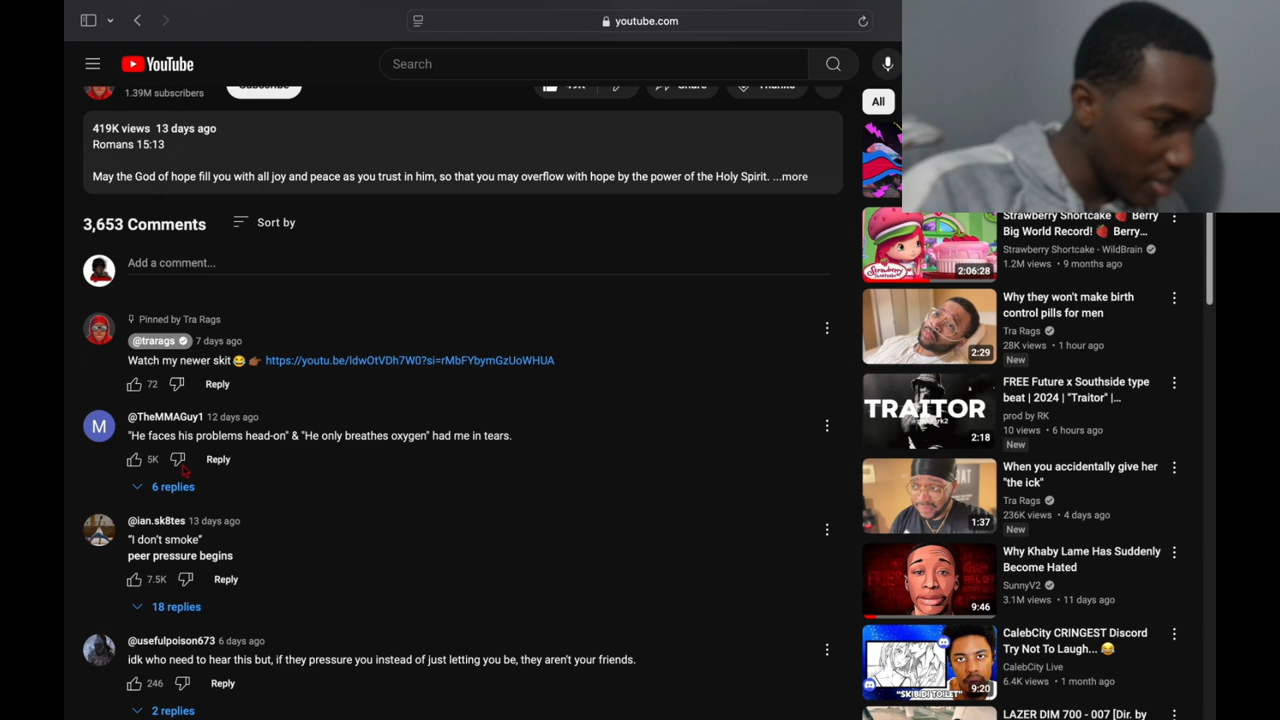 youtube.com
YouTube
Search
1.39M subscribers
Subscribe
49K
Share
Thanks
All
419K views 13 days ago
Romans 15:13
May the God of hope fill you with all joy and peace as you trust in him, so that you may overflow with hope by the power of the Holy Spirit. ...more
3,653 Comments
Sort by
Add a comment...
Pinned by Tra Rags
@trarags 7 days ago
Watch my newer skit😂 👉🏾 https://youtu.be/ldwOtVDh7W0?si=rMbFYbymGzUoWHUA
72
Reply
@TheMMAGuy1 12 days ago
M
"He faces his problems head-on" & "He only breathes oxygen" had me in tears.
5K
Reply
6 replies
@ian.sk8tes 13 days ago
“I don’t smoke”
peer pressure begins
7.5K
Reply
18 replies
@usefulpoison673 6 days ago
idk who need to hear this but, if they pressure you instead of just letting you be, they aren't your friends.
246
Reply
2 replies
Strawberry Shortcake 🍓 Berry
Big World Record! 🍓 Berry...
Strawberry Shortcake - WildBrain
1.2M views • 9 months ago
Strawberry Shortcake
2:06:28
Why they won't make birth
control pills for men
Tra Rags
28K views • 1 hour ago
New
2:29
FREE Future x Southside type
beat | 2024 | "Traitor" |...
prod by RK
10 views • 6 hours ago
New
TRAITOR
2:18
When you accidentally give her
"the ick"
Tra Rags
236K views • 4 days ago
New
1:37
Why Khaby Lame Has Suddenly
Become Hated
SunnyV2
3.1M views • 11 days ago
9:46
CalebCity CRINGEST Discord
Try Not To Laugh... 😂
CalebCity Live
6.4K views • 1 month ago
"SKIBIDI TOILET"
9:20
LAZER DIM 700 - 007 [Dir. by